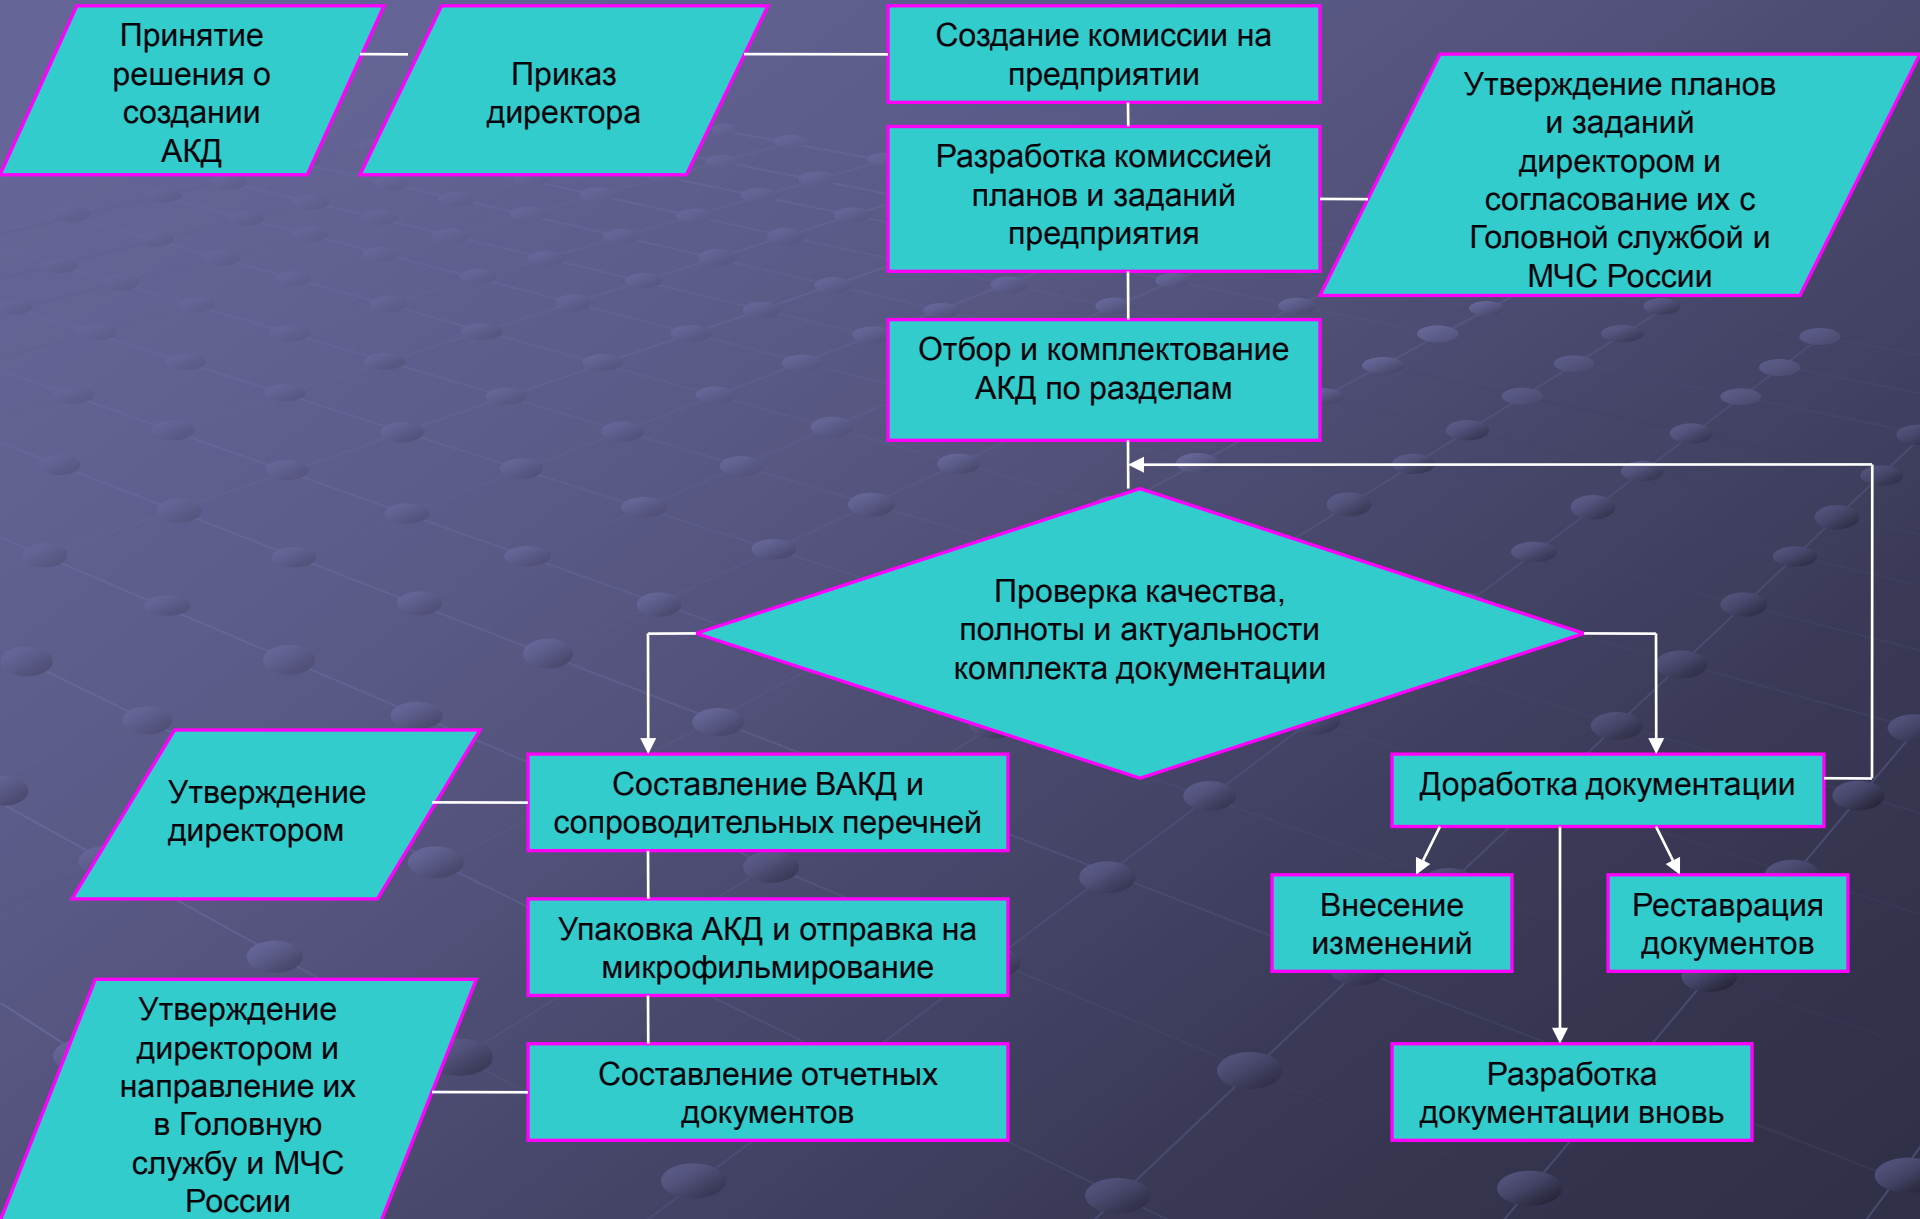 Принятие
решения о
создании
АКД
Приказ
директора
Создание комиссии на
предприятии
Разработка комиссией
планов и заданий
предприятия
Утверждение планов
и заданий
директором и
согласование их с
Головной службой и
МЧС России
Отбор и комплектование
АКД по разделам
Проверка качества,
полноты и актуальности
комплекта документации
Утверждение
директором
Составление ВАКД и
сопроводительных перечней
Доработка документации
Упаковка АКД и отправка на
микрофильмирование
Внесение
изменений
Реставрация
документов
Утверждение
директором и
направление их
в Головную
службу и МЧС
России
Составление отчетных
документов
Разработка
документации вновь